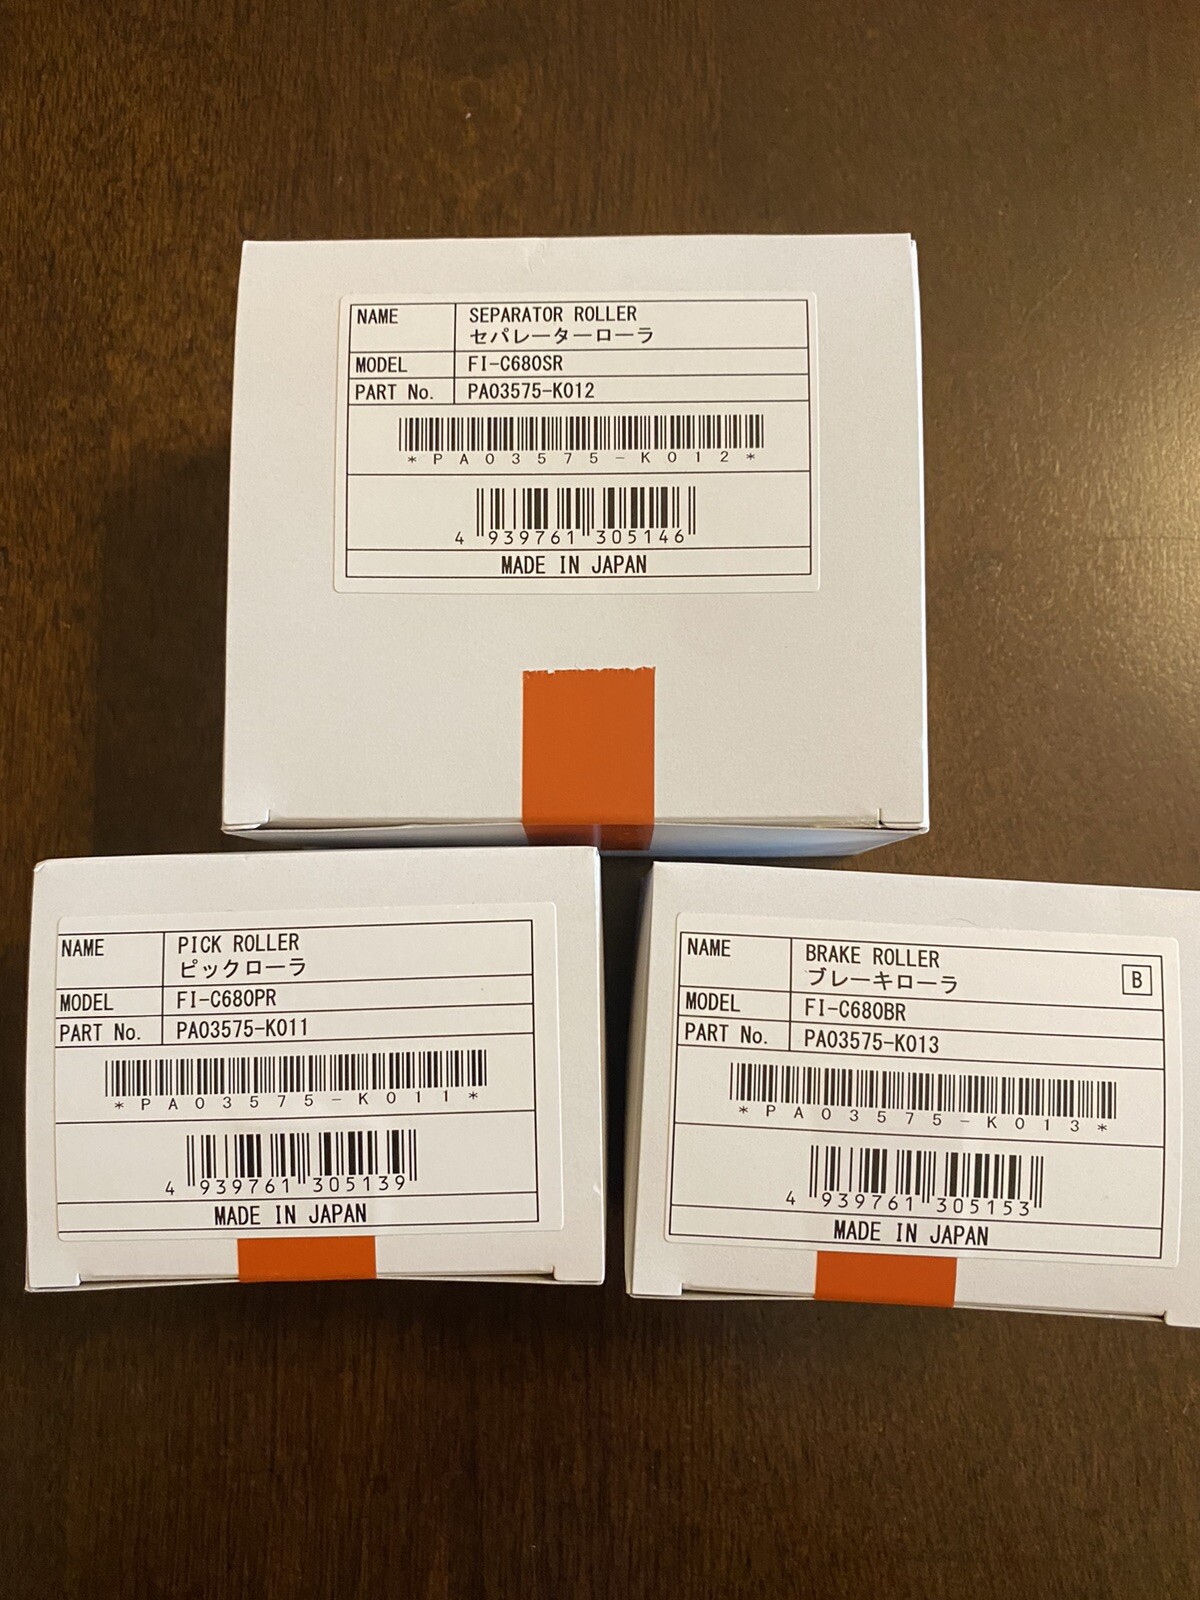 NAME SEPARATOR ROLLER
セパレーターローラ
MODEL FI-C680SR
PART No. PA03575-K012
*PA03575-K012*
4 939761 305146
MADE IN JAPAN
NAME PICK ROLLER
ピックローラ
MODEL FI-C680PR
PART No. PA03575-K011
*PA03575-K011*
4 939761 305139
MADE IN JAPAN
NAME BRAKE ROLLER
ブレーキローラ B
MODEL FI-C680BR
PART No. PA03575-K013
*PA03575-K013*
4 939761 305153
MADE IN JAPAN